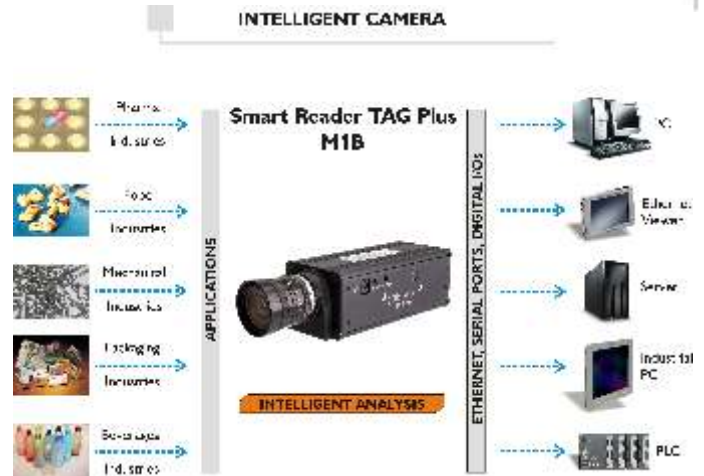 INTELLIGENT CAMERA
Smart Reader TAG Plus
M1B
Pharma
Industries
Food
Industries
Mechanical
Industries
Packaging
Industries
Beverages
Industries
APPLICATIONS
INTELLIGENT ANALYSIS
ETHERNET, SERIAL PORTS, DIGITAL I/Os
PC
Ethernet
Viewer
Server
Industrial
PC
PLC